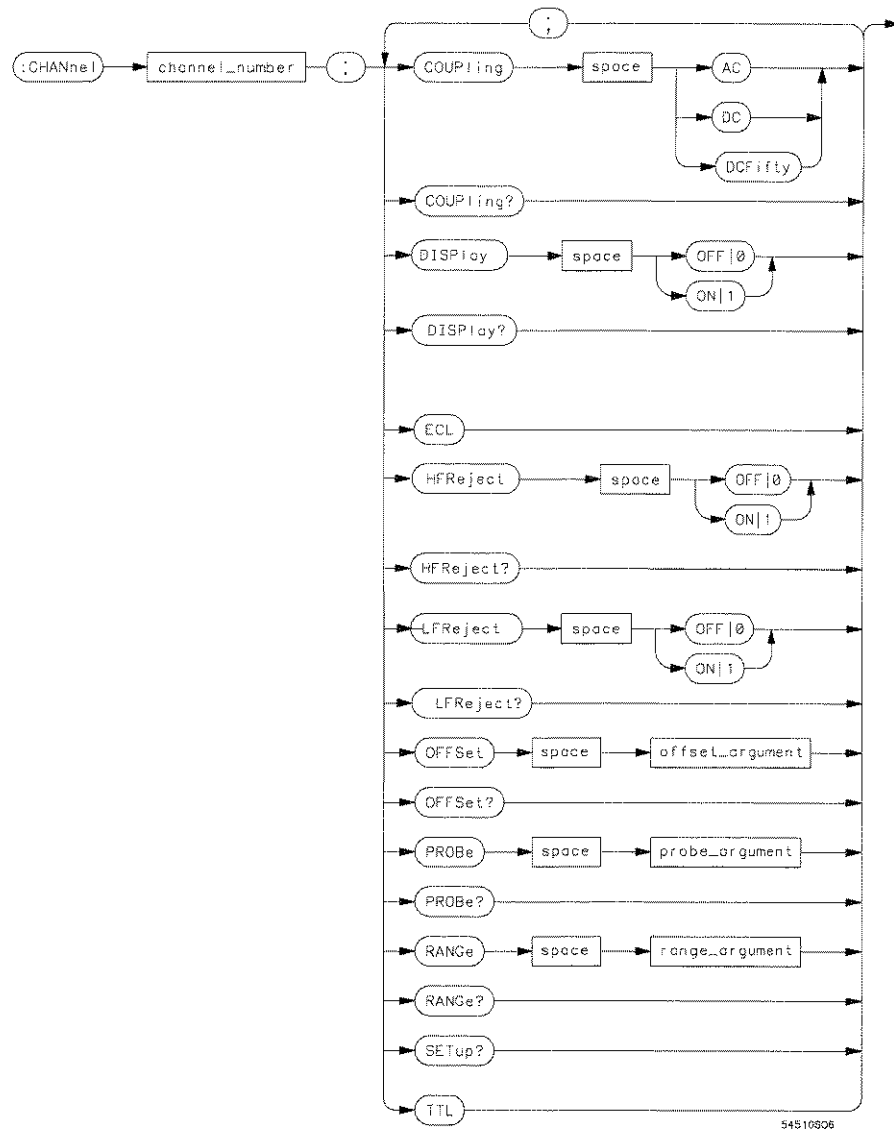 ;
:CHANnel channel_number : COUPling space AC
DC
DCFifty
COUPling?
DISPlay space OFF|0
ON|1
DISPlay?
ECL
HFReject space OFF|0
ON|1
HFReject?
LFReject space OFF|0
ON|1
LFReject?
OFFSet space offset_argument
OFFSet?
PROBe space probe_argument
PROBe?
RANGe space range_argument
RANGe?
SETup?
TTL
54510S06